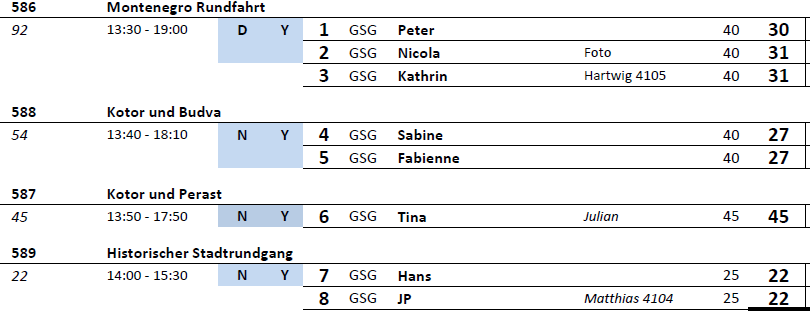 586 Montenegro Rundfahrt
92 13:30 - 19:00 D Y 1 GSG Peter 40 30
2 GSG Nicola Foto 40 31
3 GSG Kathrin Hartwig 4105 40 31
588 Kotor und Budva
54 13:40 - 18:10 N Y 4 GSG Sabine 40 27
5 GSG Fabienne 40 27
587 Kotor und Perast
45 13:50 - 17:50 N Y 6 GSG Tina Julian 45 45
589 Historischer Stadtrundgang
22 14:00 - 15:30 N Y 7 GSG Hans 25 22
8 GSG JP Matthias 4104 25 22